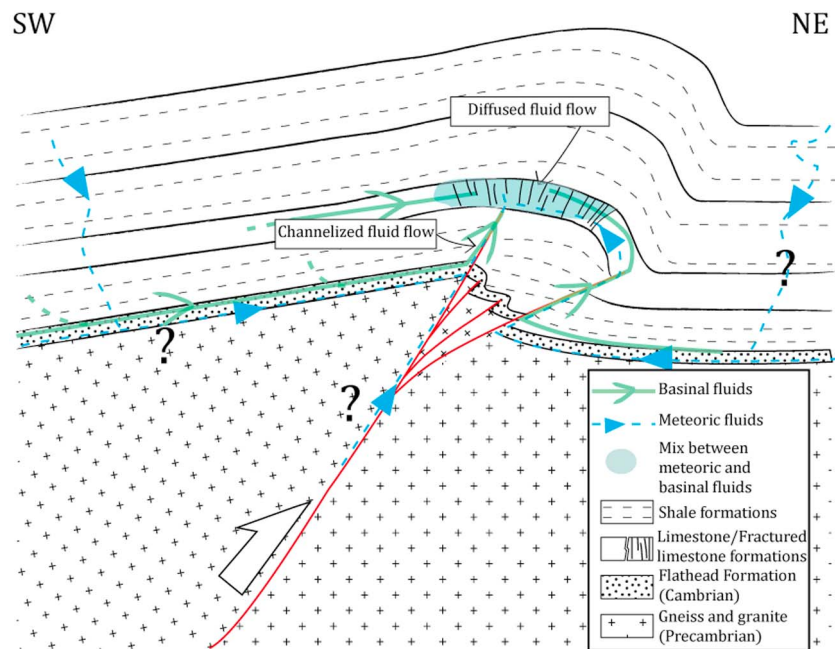 SW
NE
Diffused fluid flow
Channelized fluid flow
?
?
?
Basinal fluids
Meteoric fluids
Mix between
meteoric and
basinal fluids
Shale formations
Limestone/Fractured
limestone formations
Flathead Formation
(Cambrian)
Gneiss and granite
(Precambrian)